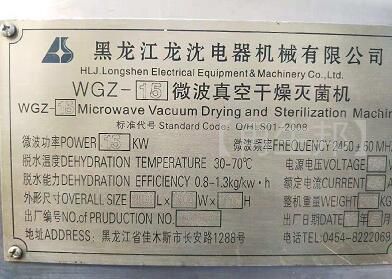 黑龙江龙沈电器机械有限公司
HLJ.Longshen Electrical Equipment & Machinery Co.,Ltd.
WGZ-15 微波真空干燥灭菌机
WGZ-15 Microwave Vacuum Drying and Sterilization Machin
标准代号 Standard Codes Q/HLS01-2008
微波功率POWER 15 KW 微波频率FREQUENCY 2450±50 MH
脱水温度DEHYDRATION TEMPERATURE 30-70℃ 电源电压VOLTAGE
脱水能力DEHYDRATION EFFICIENCY 0.8-1.3kg/kw·h 额定电流CURRENT
外形尺寸OVERALL SIZE 整机重量WEIGHT
出厂编号NO.of PRUDUCTION NO 出厂日期DATE 年 月
地址ADDRESS: 黑龙江省佳木斯市长安路1288号 电话TEL: 0454-8222069